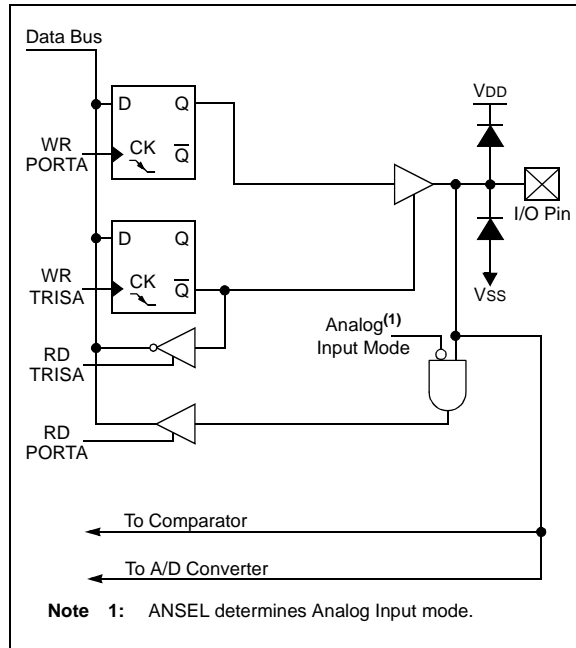 Data Bus
D Q
WR
PORTA
CK Q
VDD
I/O Pin
D Q
WR
TRISA
CK Q
VSS
Analog(1)
Input Mode
RD
TRISA
RD
PORTA
To Comparator
To A/D Converter
Note 1: ANSEL determines Analog Input mode.